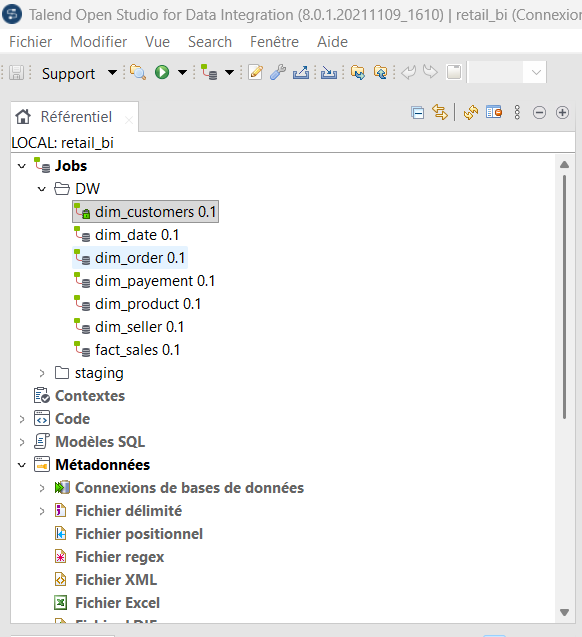 Talend Open Studio for Data Integration (8.0.1.20211109_1610) | retail_bi (Connexion
Fichier Modifier Vue Search Fenêtre Aide
Support
Référentiel
LOCAL: retail_bi
Jobs
DW
dim_customers 0.1
dim_date 0.1
dim_order 0.1
dim_payement 0.1
dim_product 0.1
dim_seller 0.1
fact_sales 0.1
staging
Contextes
Code
Modèles SQL
Métadonnées
Connexions de bases de données
Fichier délimité
Fichier positionnel
Fichier regex
Fichier XML
Fichier Excel